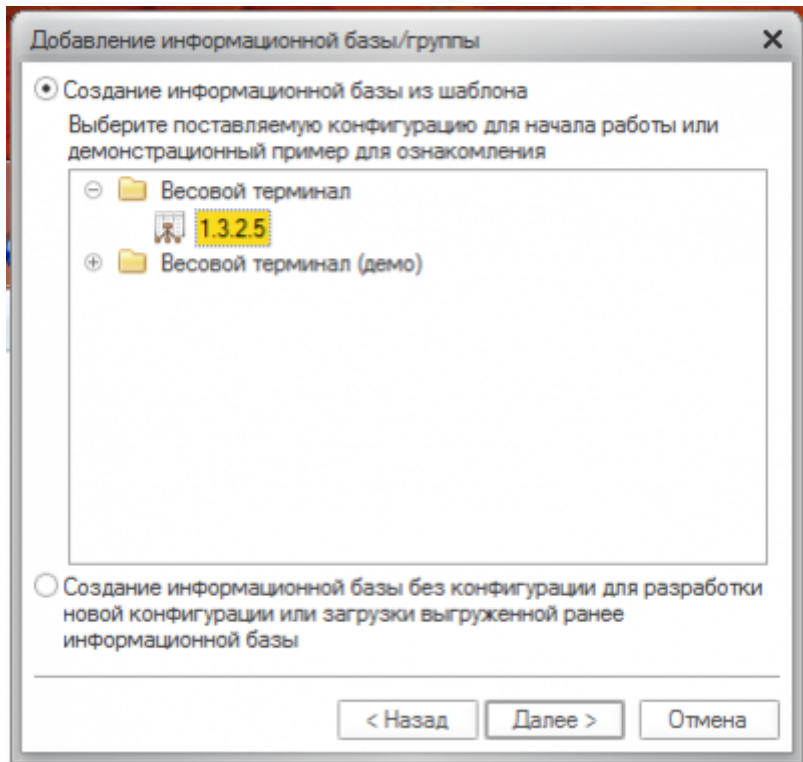 Добавление информационной базы/группы
Создание информационной базы из шаблона
Выберите поставляемую конфигурацию для начала работы или
демонстрационный пример для ознакомления
Весовой терминал
1.3.2.5
Весовой терминал (демо)
Создание информационной базы без конфигурации для разработки
новой конфигурации или загрузки выгруженной ранее
информационной базы
< Назад
Далее >
Отмена